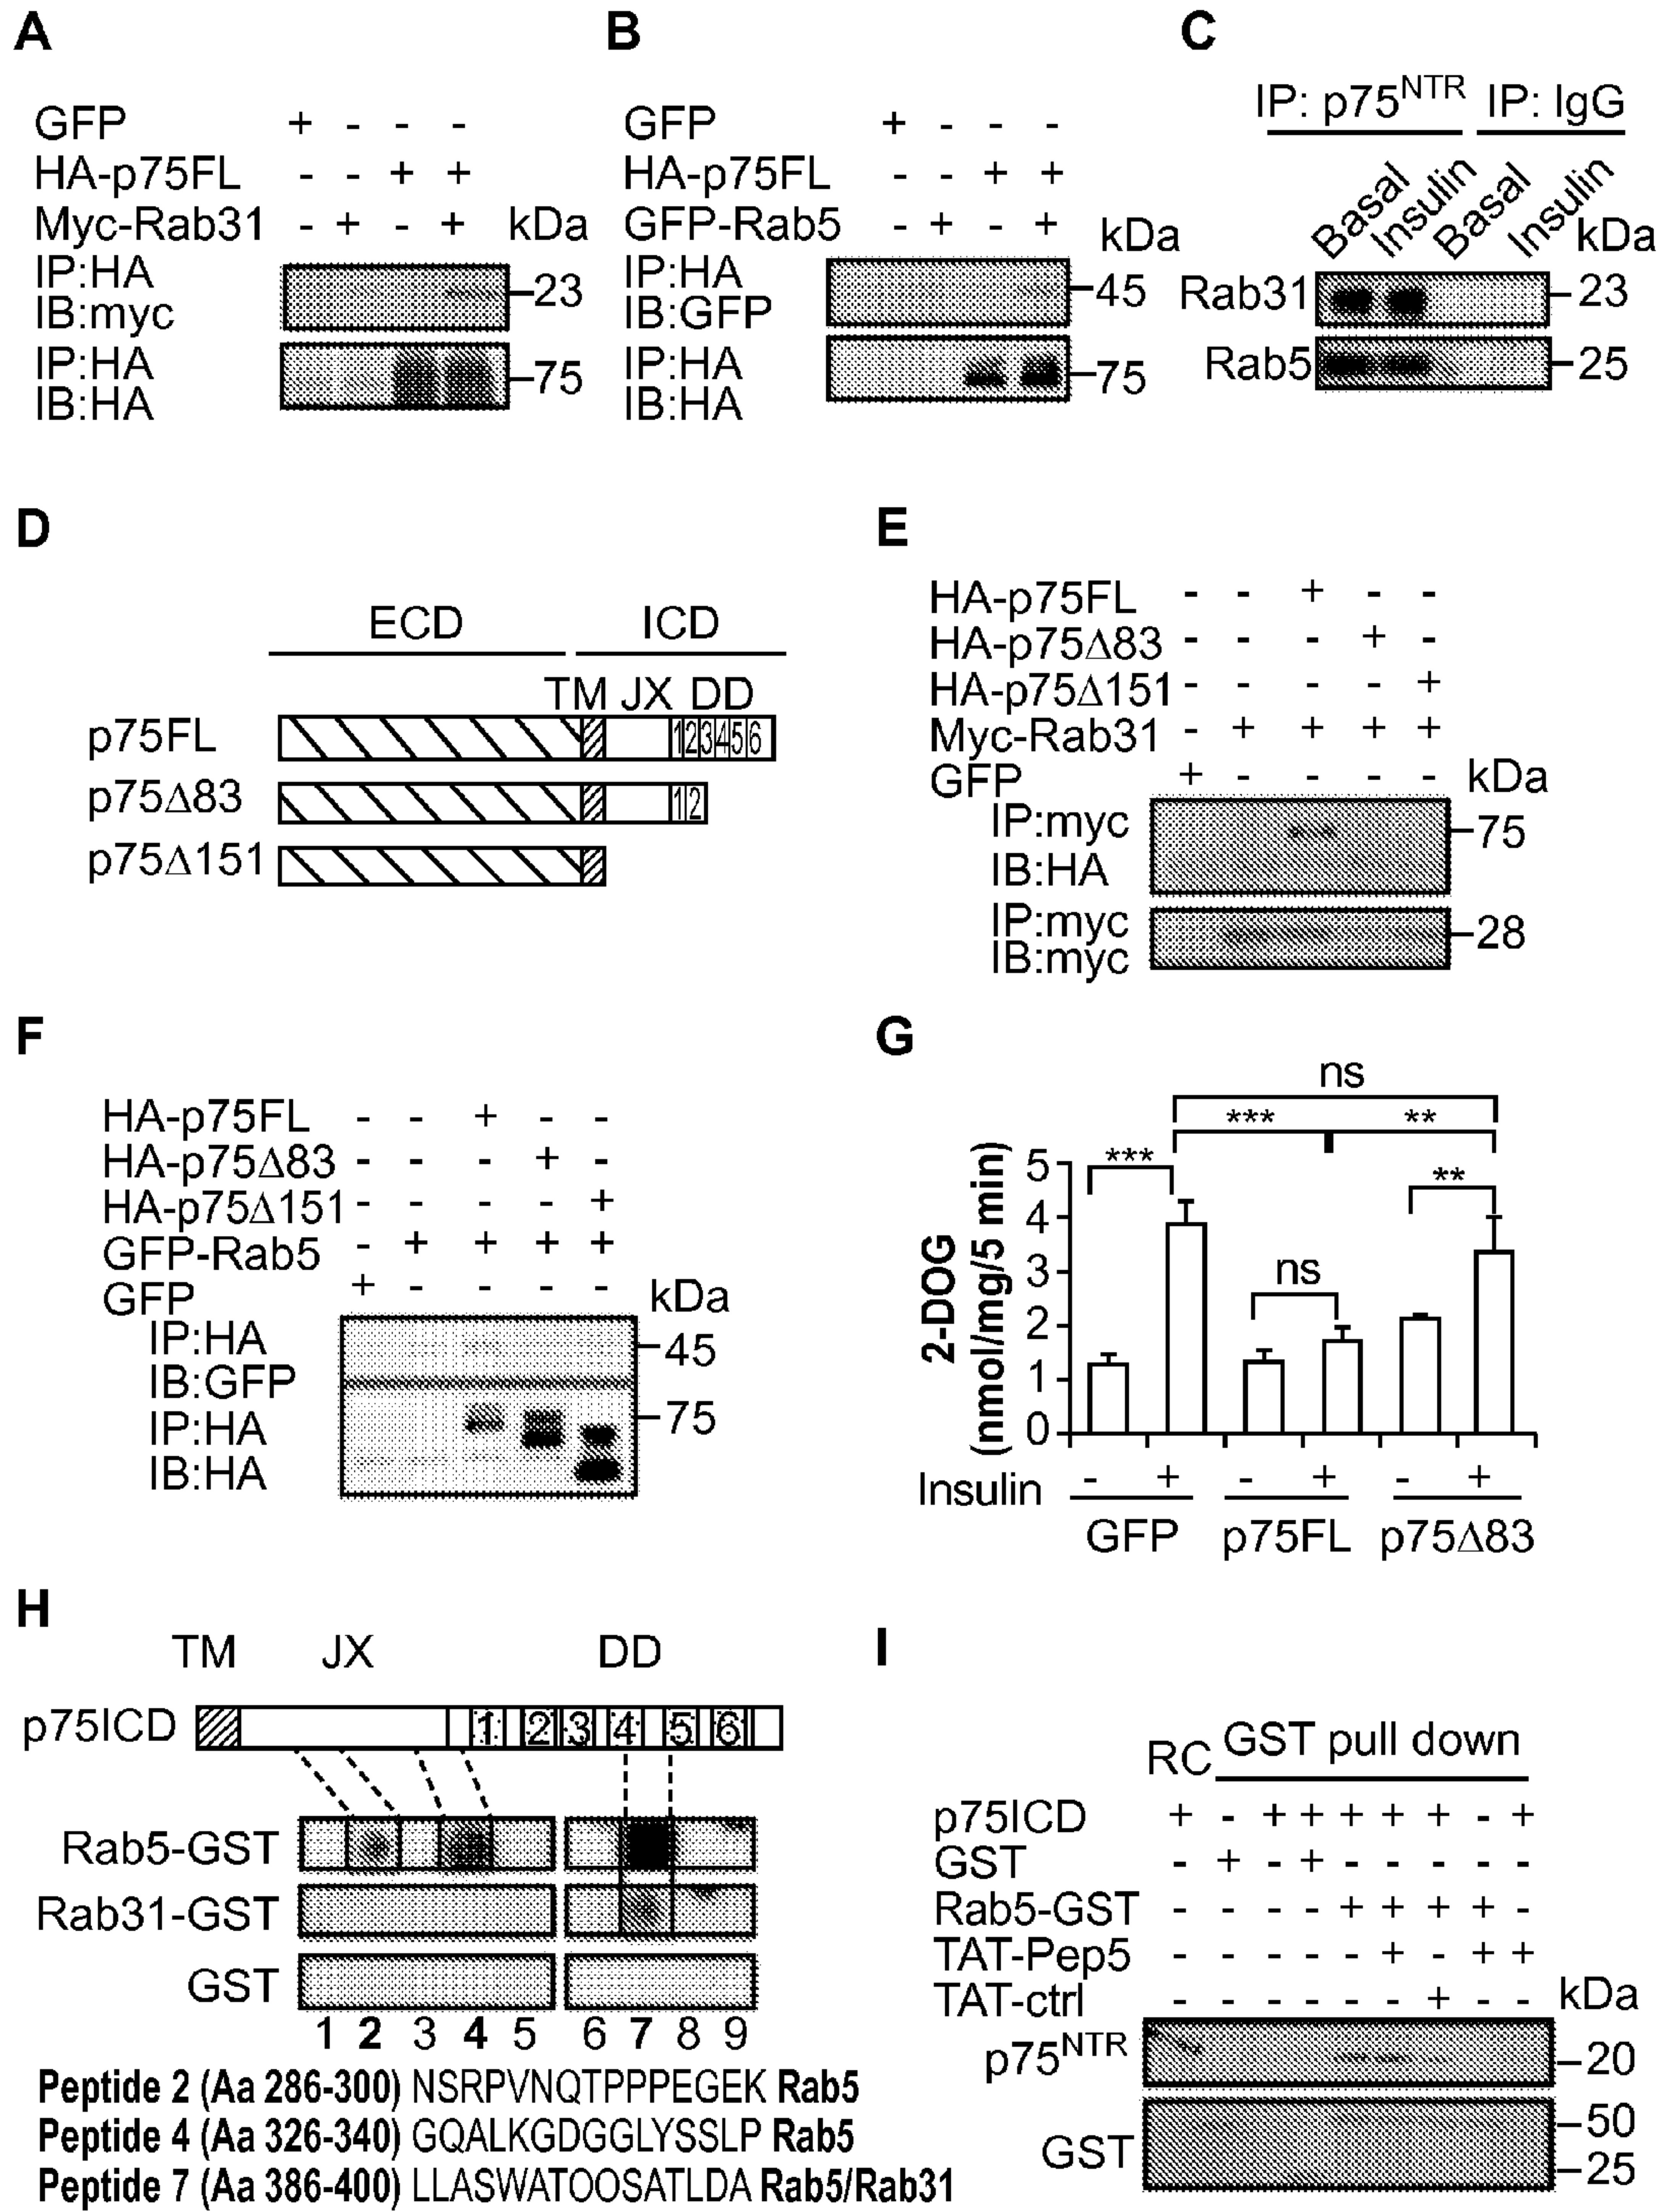 A
GFP + - - -
HA-p75FL - - + +
Myc-Rab31 - + - + kDa
IP:HA
IB:myc
23
IP:HA
IB:HA
75
B
GFP + - - -
HA-p75FL - - + +
GFP-Rab5 - + - + kDa
IP:HA
IB:GFP
45
IP:HA
IB:HA
75
C
IP: p75NTR IP: IgG
Basal Insulin Basal Insulin kDa
Rab31 23
Rab5 25
D
ECD ICD
TM JX DD
p75FL 1 2 3 4 5 6
p75Δ83 1 2
p75Δ151
E
HA-p75FL - - + - -
HA-p75Δ83 - - - + -
HA-p75Δ151 - - - - +
Myc-Rab31 - + + + +
GFP + - - - - kDa
IP:myc
IB:HA
75
IP:myc
IB:myc
28
F
HA-p75FL - - + - -
HA-p75Δ83 - - - + -
HA-p75Δ151 - - - - +
GFP-Rab5 - + + + +
GFP + - - - - kDa
IP:HA
IB:GFP
45
IP:HA
IB:HA
75
G
ns
*** **
*** ns **
2-DOG
(nmol/mg/5 min)
5
4
3
2
1
0
Insulin - + - + - +
GFP p75FL p75Δ83
H
TM JX DD
p75ICD 1 2 3 4 5 6
Rab5-GST
Rab31-GST
GST
1 2 3 4 5 6 7 8 9
Peptide 2 (Aa 286-300) NSRPVNQTPPPEGEK Rab5
Peptide 4 (Aa 326-340) GQALKGDGGLYSSLP Rab5
Peptide 7 (Aa 386-400) LLASWATOOSATLDA Rab5/Rab31
I
RC GST pull down
p75ICD + - + + + + + - +
GST - + - + - - - - -
Rab5-GST - - - - + + + + -
TAT-Pep5 - - - - - + - + +
TAT-ctrl - - - - - - + - - kDa
p75NTR 20
GST 50
25